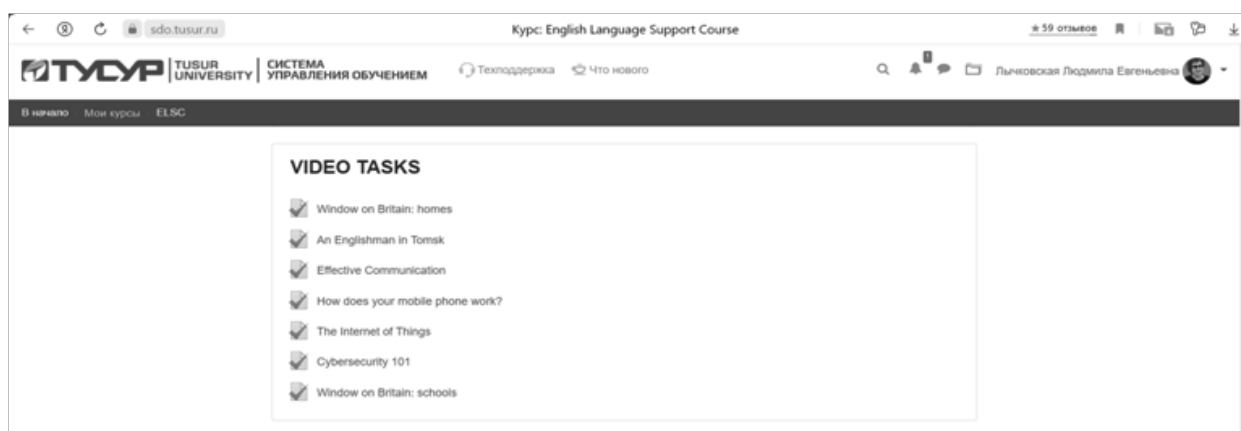 sdo.tusur.ru Курс: English Language Support Course ★ 59 отзывов
ТУСУР TUSUR UNIVERSITY СИСТЕМА УПРАВЛЕНИЯ ОБУЧЕНИЕМ Техподдержка Что нового Лычковская Людмила Евгеньевна
В начало Мои курсы ELSC
VIDEO TASKS
Window on Britain: homes
An Englishman in Tomsk
Effective Communication
How does your mobile phone work?
The Internet of Things
Cybersecurity 101
Window on Britain: schools